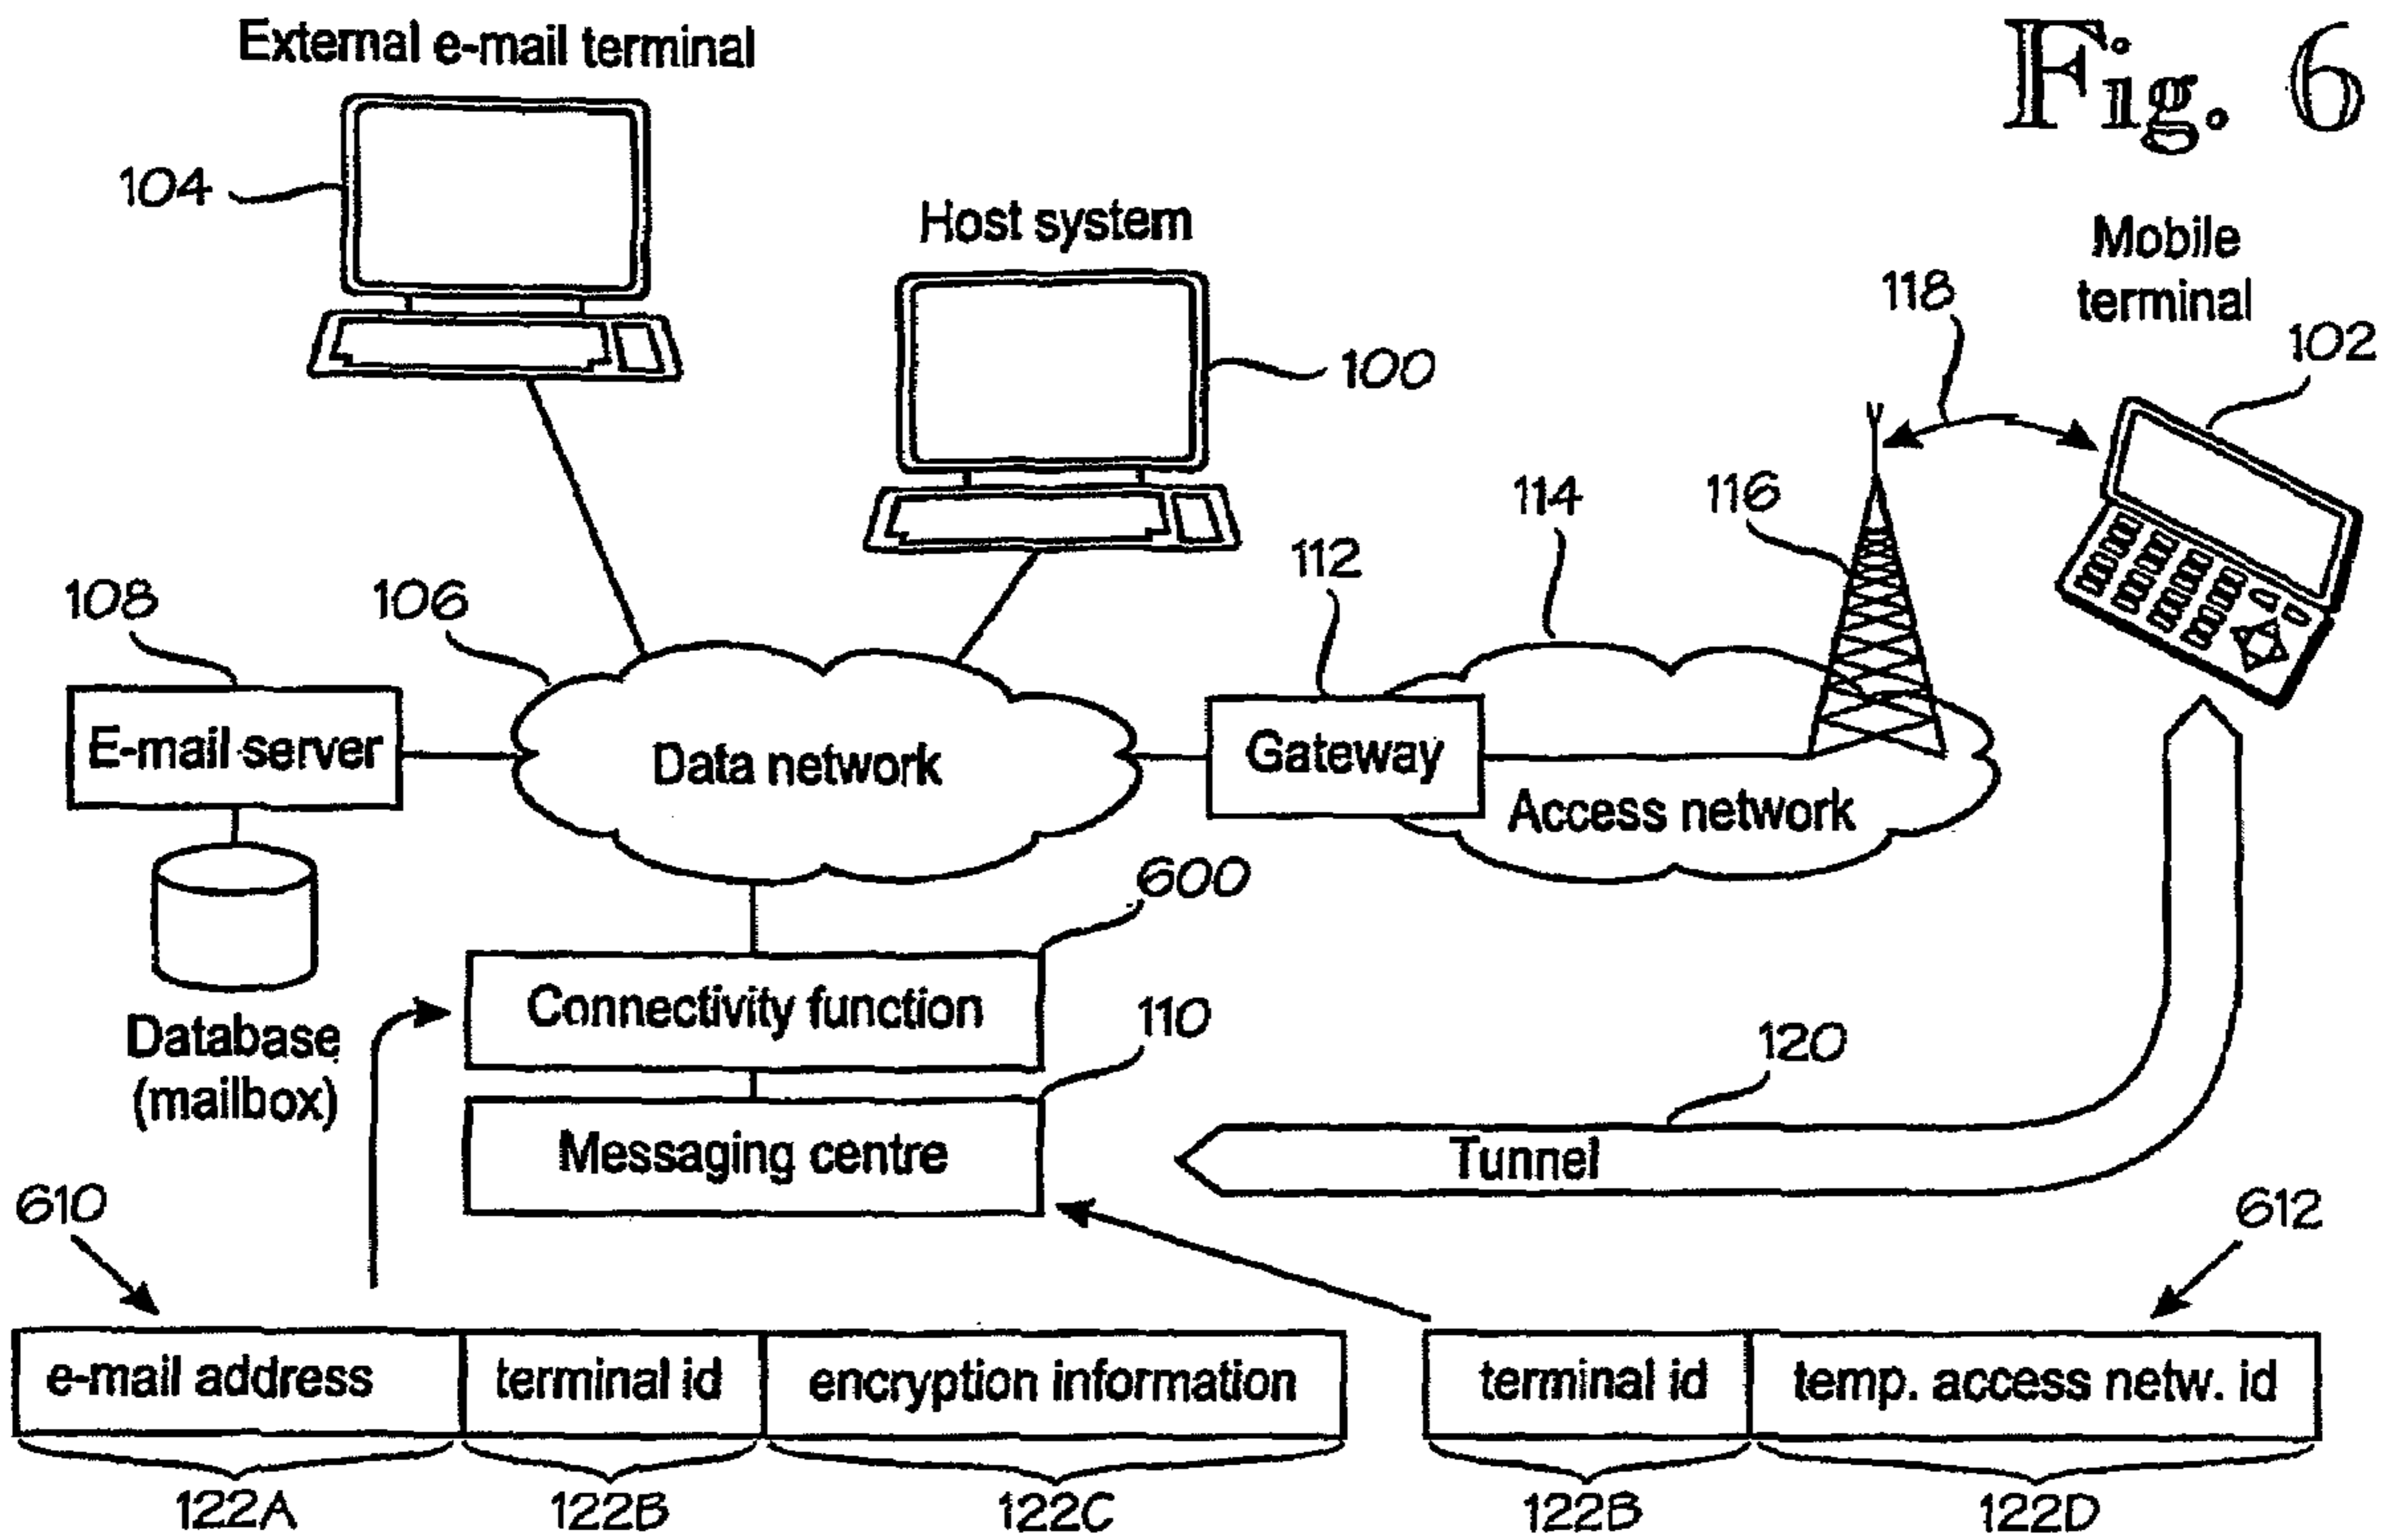 External e-mail terminal
Fig. 6
104
Host system
Mobile
terminal
118
102
100
114
116
112
108
106
E-mail server
Data network
Gateway
Access network
600
Database
(mailbox)
Connectivity function
110
120
Messaging centre
Tunnel
610
612
e-mail address
terminal id
encryption information
terminal id
temp. access netw. id
122A
122B
122C
122B
122D